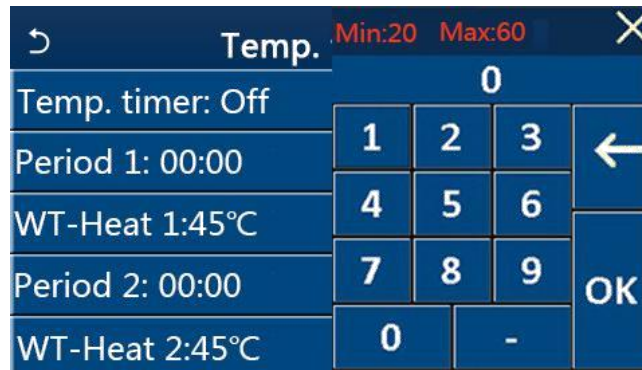 Temp.
Temp. timer: Off
Period 1: 00:00
WT-Heat 1:45℃
Period 2: 00:00
WT-Heat 2:45℃
Min:20 Max:60
0
1 2 3
4 5 6
7 8 9
OK
0 -